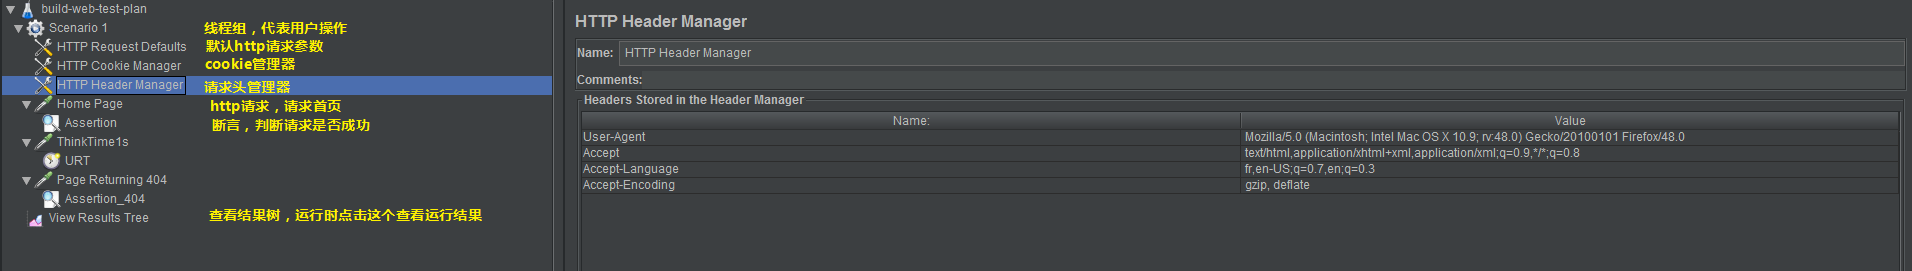 build-web-test-plan
Scenario 1 线程组，代表用户操作
HTTP Request Defaults 默认http请求参数
HTTP Cookie Manager cookie管理器
HTTP Header Manager 请求头管理器
Home Page http请求，请求首页
Assertion 断言，判断请求是否成功
ThinkTime1s
URT
Page Returning 404
Assertion_404
View Results Tree 查看结果树，运行时点击这个查看运行结果
HTTP Header Manager
Name: HTTP Header Manager
Comments:
Headers Stored in the Header Manager
Name: Value
User-Agent Mozilla/5.0 (Macintosh; Intel Mac OS X 10.9; rv:48.0) Gecko/20100101 Firefox/48.0
Accept text/html,application/xhtml+xml,application/xml;q=0.9,*/*;q=0.8
Accept-Language fr,en-US;q=0.7,en;q=0.3
Accept-Encoding gzip, deflate